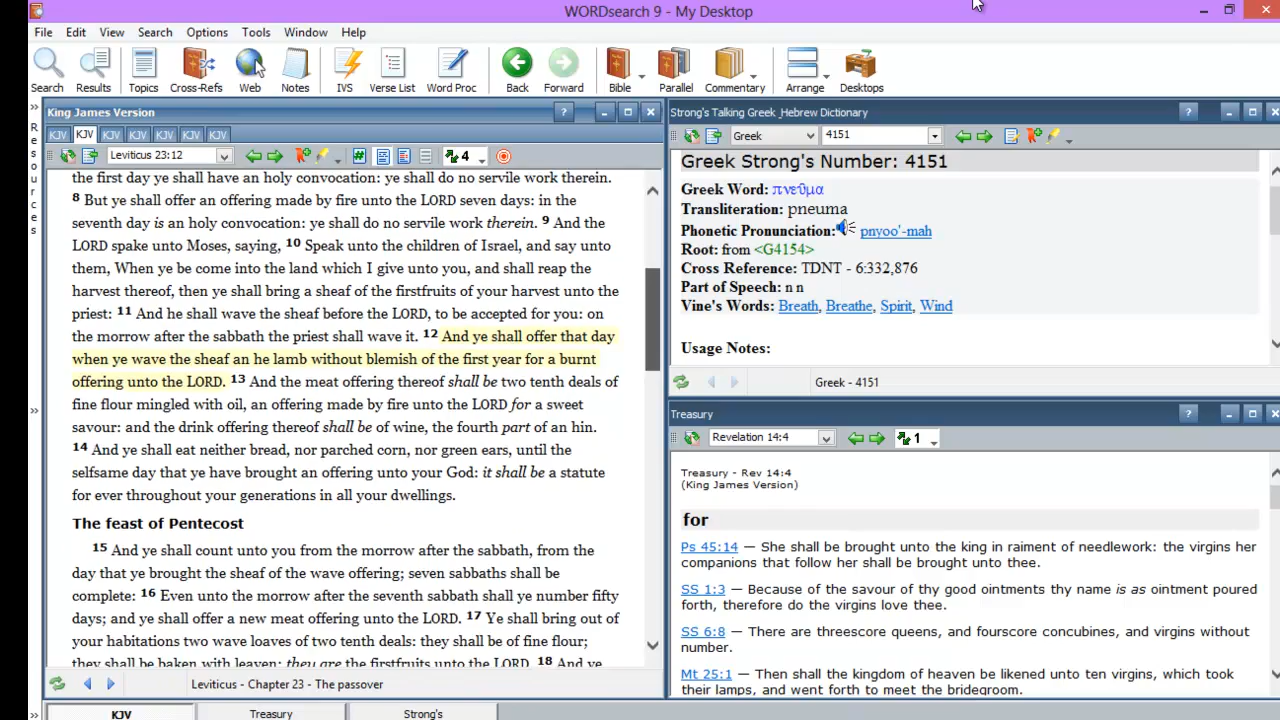 WORDsearch 9 - My Desktop
File Edit View Search Options Tools Window Help
Search Results Topics Cross-Refs Web Notes IVS Verse List Word Proc Back Forward Bible Parallel Commentary Arrange Desktops
Resources
King James Version
KJV KJV KJV KJV KJV KJV KJV
Leviticus 23:12
4
the first day ye shall have an holy convocation: ye shall do no servile work therein.
8 But ye shall offer an offering made by fire unto the LORD seven days: in the
seventh day is an holy convocation: ye shall do no servile work therein. 9 And the
LORD spake unto Moses, saying, 10 Speak unto the children of Israel, and say unto
them, When ye be come into the land which I give unto you, and shall reap the
harvest thereof, then ye shall bring a sheaf of the firstfruits of your harvest unto the
priest: 11 And he shall wave the sheaf before the LORD, to be accepted for you: on
the morrow after the sabbath the priest shall wave it. 12 And ye shall offer that day
when ye wave the sheaf an he lamb without blemish of the first year for a burnt
offering unto the LORD. 13 And the meat offering thereof shall be two tenth deals of
fine flour mingled with oil, an offering made by fire unto the LORD for a sweet
savour: and the drink offering thereof shall be of wine, the fourth part of an hin.
14 And ye shall eat neither bread, nor parched corn, nor green ears, until the
selfsame day that ye have brought an offering unto your God: it shall be a statute
for ever throughout your generations in all your dwellings.
The feast of Pentecost
15 And ye shall count unto you from the morrow after the sabbath, from the
day that ye brought the sheaf of the wave offering; seven sabbaths shall be
complete: 16 Even unto the morrow after the seventh sabbath shall ye number fifty
days; and ye shall offer a new meat offering unto the LORD. 17 Ye shall bring out of
your habitations two wave loaves of two tenth deals: they shall be of fine flour;
they shall be baken with leaven: they are the firstfruits unto the LORD. 18 And ye
Leviticus - Chapter 23 - The passover
KJV Treasury Strong's
Strong's Talking Greek_Hebrew Dictionary
Greek 4151
Greek Strong's Number: 4151
Greek Word: πνεῦμα
Transliteration: pneuma
Phonetic Pronunciation: pnyoo'-mah
Root: from <G4154>
Cross Reference: TDNT - 6:332,876
Part of Speech: n n
Vine's Words: Breath, Breathe, Spirit, Wind
Usage Notes:
Greek - 4151
Treasury
Revelation 14:4
1
Treasury - Rev 14:4
(King James Version)
for
Ps 45:14 — She shall be brought unto the king in raiment of needlework: the virgins her
companions that follow her shall be brought unto thee.
SS 1:3 — Because of the savour of thy good ointments thy name is as ointment poured
forth, therefore do the virgins love thee.
SS 6:8 — There are threescore queens, and fourscore concubines, and virgins without
number.
Mt 25:1 — Then shall the kingdom of heaven be likened unto ten virgins, which took
their lamps, and went forth to meet the bridegroom.